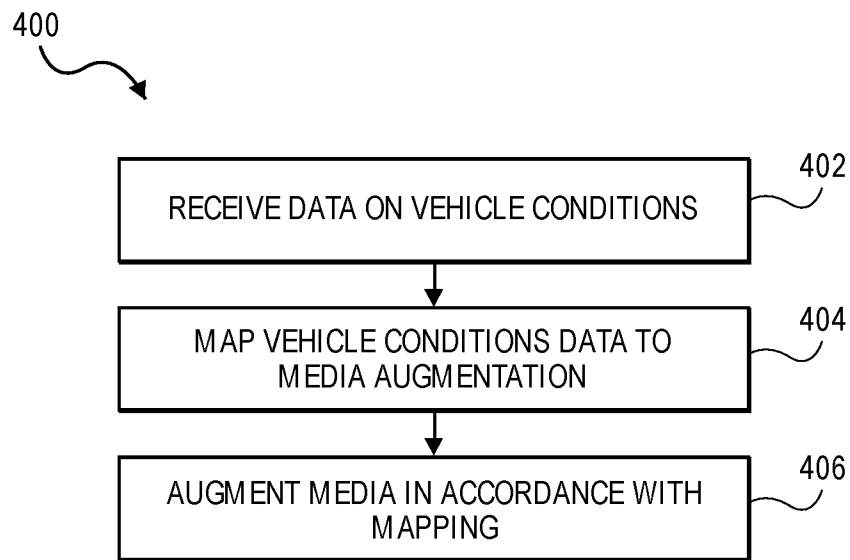 400
402
RECEIVE DATA ON VEHICLE CONDITIONS
404
MAP VEHICLE CONDITIONS DATA TO
MEDIA AUGMENTATION
406
AUGMENT MEDIA IN ACCORDANCE WITH
MAPPING